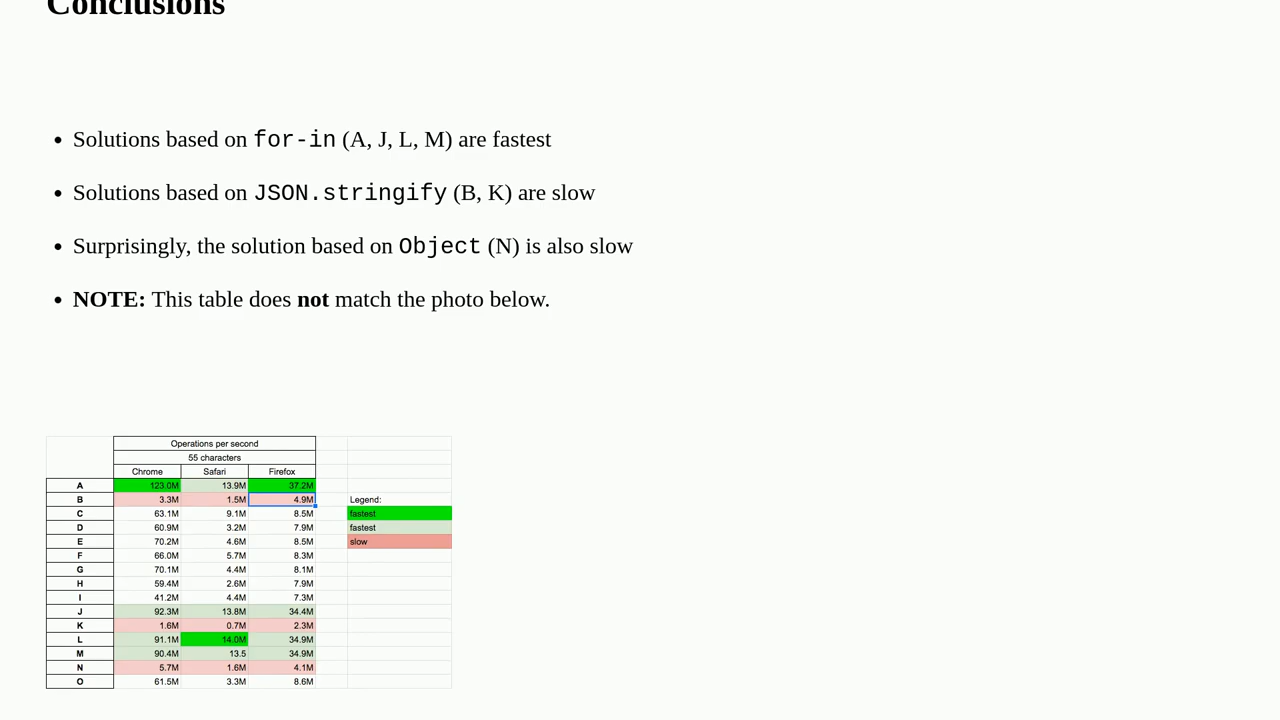 Conclusions
• Solutions based on for-in (A, J, L, M) are fastest
• Solutions based on JSON.stringify (B, K) are slow
• Surprisingly, the solution based on Object (N) is also slow
• NOTE: This table does not match the photo below.
Operations per second
55 characters
Chrome Safari Firefox
A 123.0M 13.9M 37.2M
B 3.3M 1.5M 4.9M Legend:
C 63.1M 9.1M 8.5M fastest
D 60.9M 3.2M 7.9M fastest
E 70.2M 4.6M 8.5M slow
F 66.0M 5.7M 8.3M
G 70.1M 4.4M 8.1M
H 59.4M 2.6M 7.9M
I 41.2M 4.4M 7.3M
J 92.3M 13.8M 34.4M
K 1.6M 0.7M 2.3M
L 91.1M 14.0M 34.9M
M 90.4M 13.5 34.9M
N 5.7M 1.6M 4.1M
O 61.5M 3.3M 8.6M